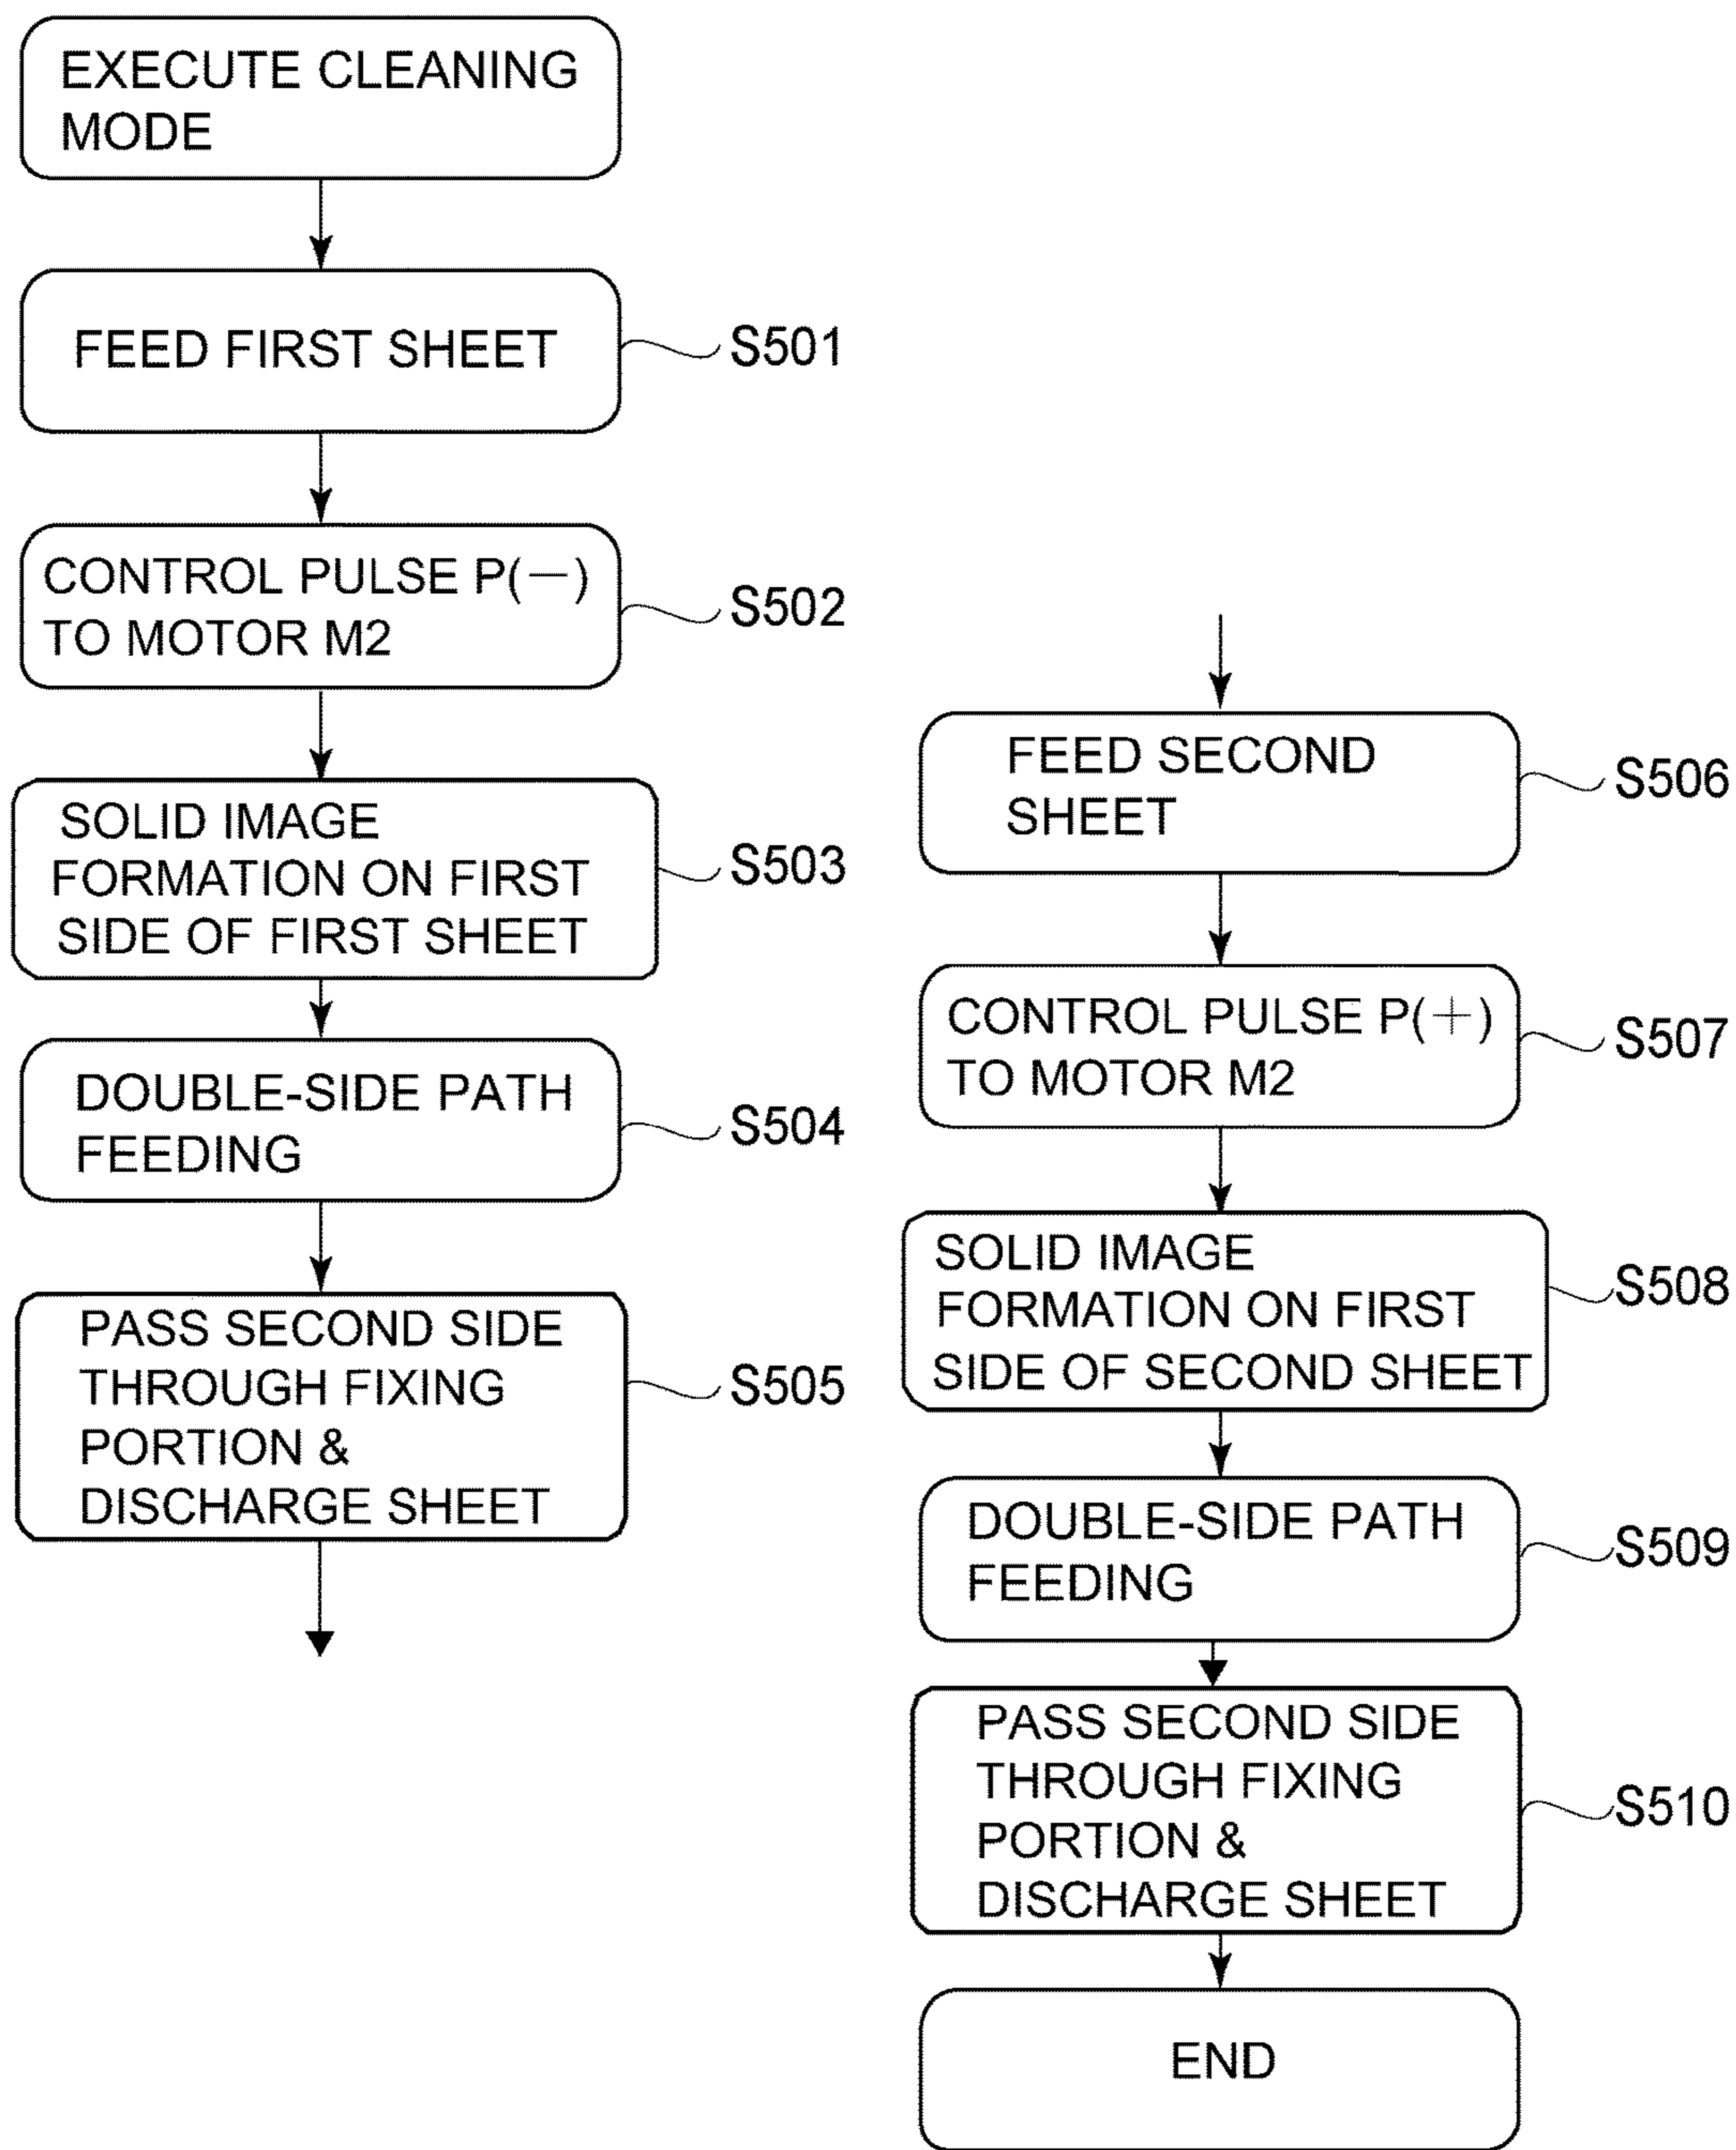 EXECUTE CLEANING
MODE
FEED FIRST SHEET
S501
CONTROL PULSE P(—)
TO MOTOR M2
S502
SOLID IMAGE
FORMATION ON FIRST
SIDE OF FIRST SHEET
S503
DOUBLE-SIDE PATH
FEEDING
S504
PASS SECOND SIDE
THROUGH FIXING
PORTION &
DISCHARGE SHEET
S505
FEED SECOND
SHEET
S506
CONTROL PULSE P(+)
TO MOTOR M2
S507
SOLID IMAGE
FORMATION ON FIRST
SIDE OF SECOND SHEET
S508
DOUBLE-SIDE PATH
FEEDING
S509
PASS SECOND SIDE
THROUGH FIXING
PORTION &
DISCHARGE SHEET
S510
END